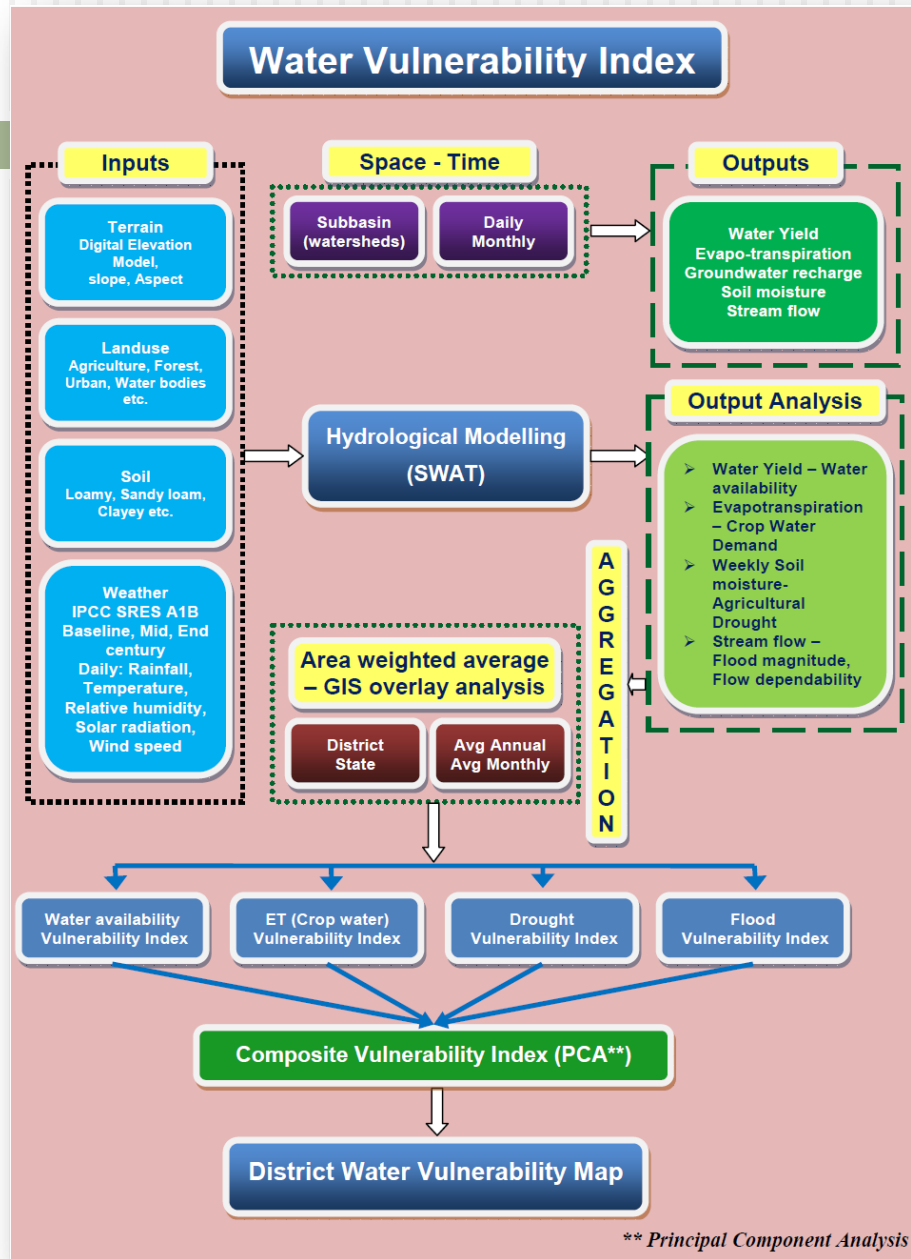 Water Vulnerability Index
Inputs
Terrain
Digital Elevation
Model,
slope, Aspect
Landuse
Agriculture, Forest,
Urban, Water bodies
etc.
Soil
Loamy, Sandy loam,
Clayey etc.
Weather
IPCC SRES A1B
Baseline, Mid, End
century
Daily: Rainfall,
Temperature,
Relative humidity,
Solar radiation,
Wind speed
Space - Time
Subbasin
(watersheds)
Daily
Monthly
Outputs
Water Yield
Evapo-transpiration
Groundwater recharge
Soil moisture
Stream flow
Hydrological Modelling
(SWAT)
Output Analysis
➢ Water Yield – Water
availability
➢ Evapotranspiration
– Crop Water
Demand
➢ Weekly Soil
moisture-
Agricultural
Drought
➢ Stream flow –
Flood magnitude,
Flow dependability
AGGREGATION
Area weighted average
– GIS overlay analysis
District
State
Avg Annual
Avg Monthly
Water availability
Vulnerability Index
ET (Crop water)
Vulnerability Index
Drought
Vulnerability Index
Flood
Vulnerability Index
Composite Vulnerability Index (PCA**)
District Water Vulnerability Map
** Principal Component Analysis